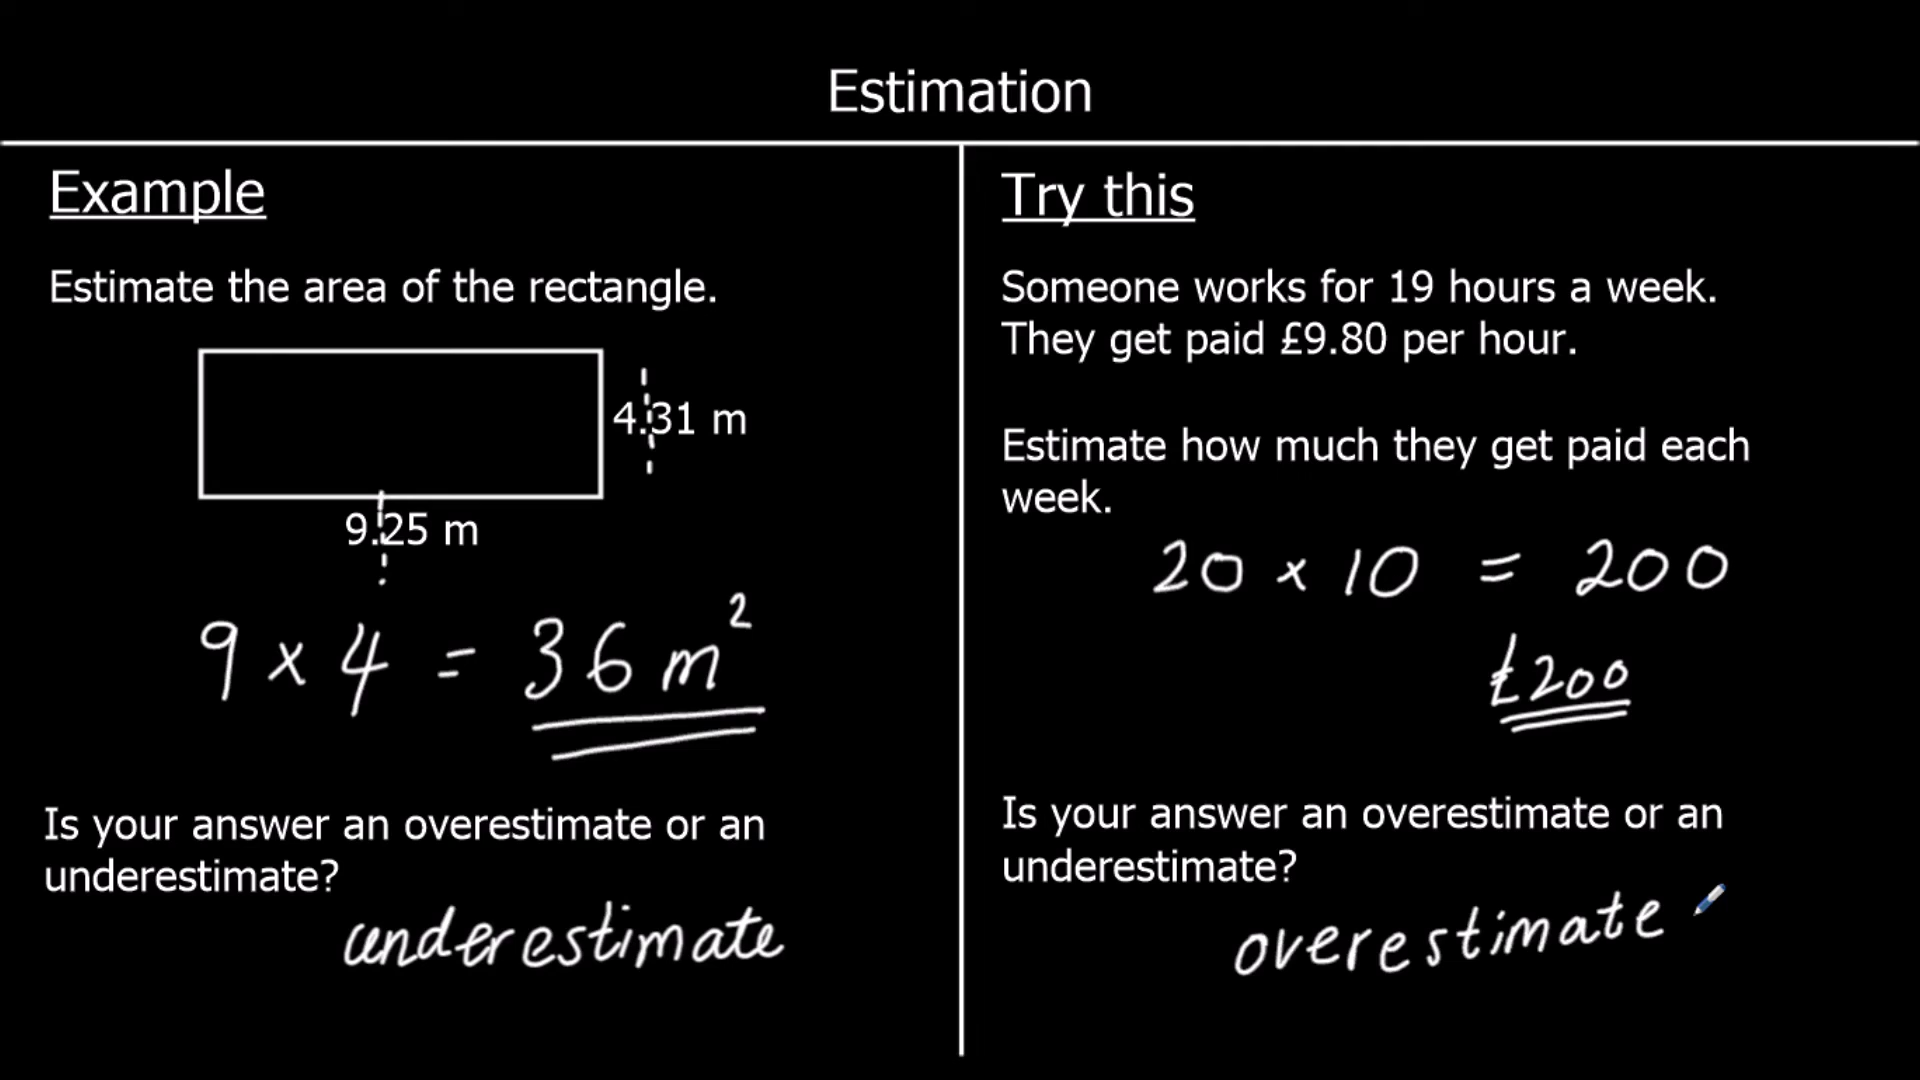 Estimation
Example
Estimate the area of the rectangle.
4.31 m
9.25 m
9 × 4 = 36 m²
Is your answer an overestimate or an
underestimate?
underestimate
Try this
Someone works for 19 hours a week.
They get paid £9.80 per hour.
Estimate how much they get paid each
week.
20 × 10 = 200
£200
Is your answer an overestimate or an
underestimate?
overestimate